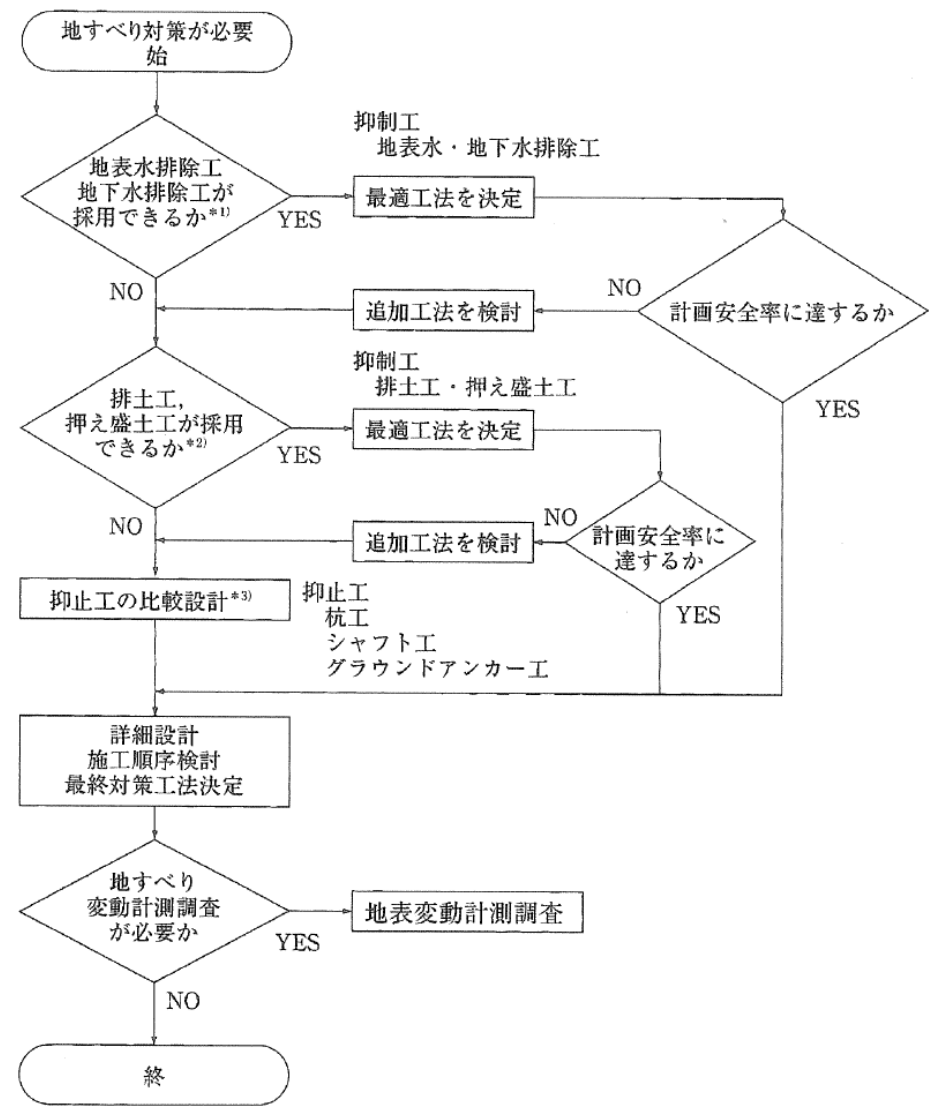 地すべり対策が必要
始
地表水排除工
地下水排除工が
採用できるか*1)
YES
NO
抑制工
地表水・地下水排除工
最適工法を決定
計画安全率に達するか
NO
YES
追加工法を検討
排土工,
押え盛土工が採用
できるか*2)
YES
NO
抑制工
排土工・押え盛土工
最適工法を決定
計画安全率に
達するか
NO
YES
追加工法を検討
抑止工の比較設計*3)
抑止工
杭工
シャフト工
グラウンドアンカー工
詳細設計
施工順序検討
最終対策工法決定
地すべり
変動計測調査
が必要か
YES
地表変動計測調査
NO
終